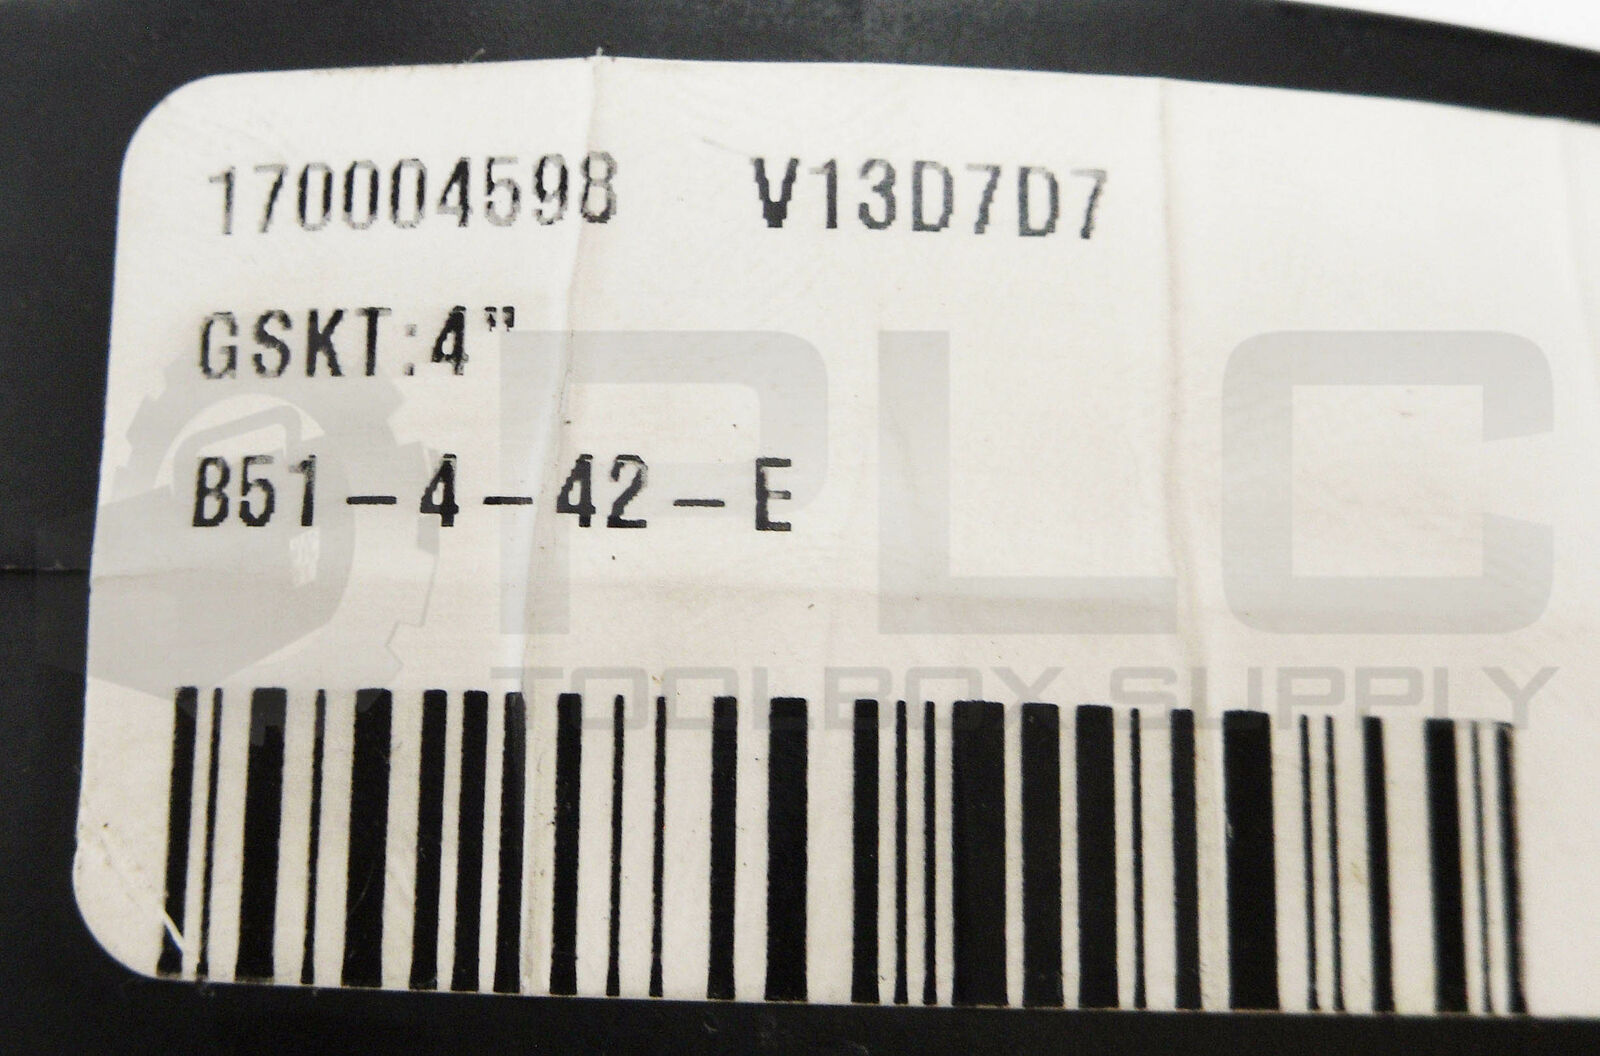 170004598 V13D7D7
GSKT:4"
B51-4-42-E
PLC
TOOLBOX SUPPLY